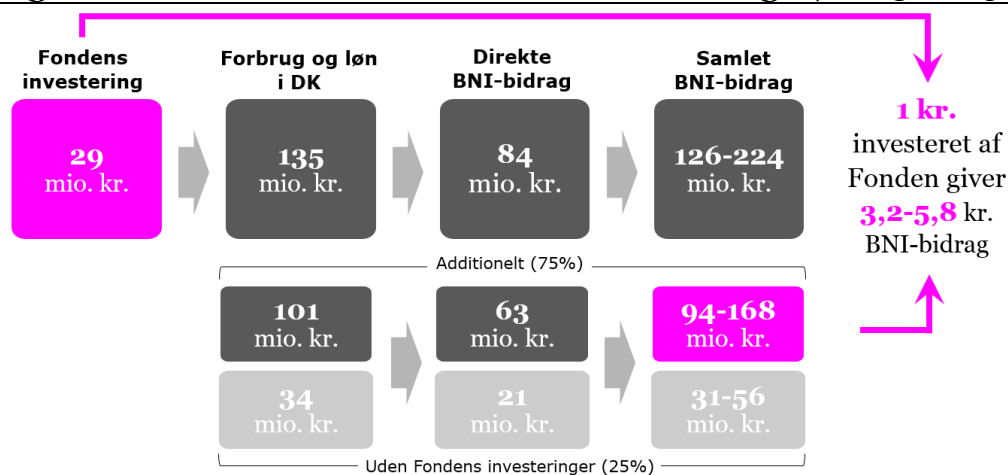 Fondens
investering
Forbrug og løn
i DK
Direkte
BNI-bidrag
Samlet
BNI-bidrag
29
mio. kr.
135
mio. kr.
84
mio. kr.
126-224
mio. kr.
1 kr.
investeret af
Fonden giver
3,2-5,8 kr.
BNI-bidrag
Additionelt (75%)
101
mio. kr.
63
mio. kr.
94-168
mio. kr.
34
mio. kr.
21
mio. kr.
31-56
mio. kr.
Uden Fondens investeringer (25%)